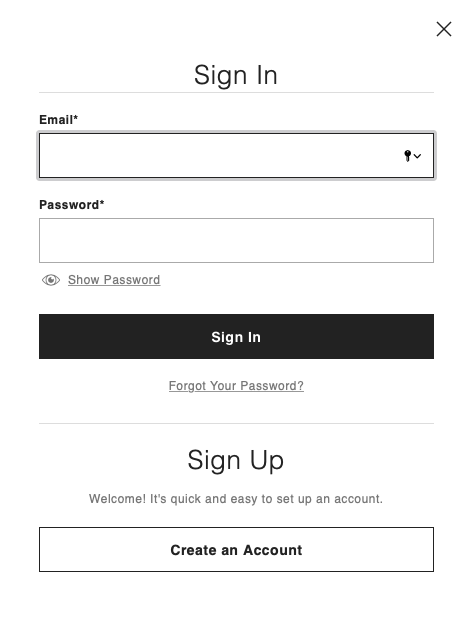 Sign In
Email*
Password*
Show Password
Sign In
Forgot Your Password?
Sign Up
Welcome! It's quick and easy to set up an account.
Create an Account